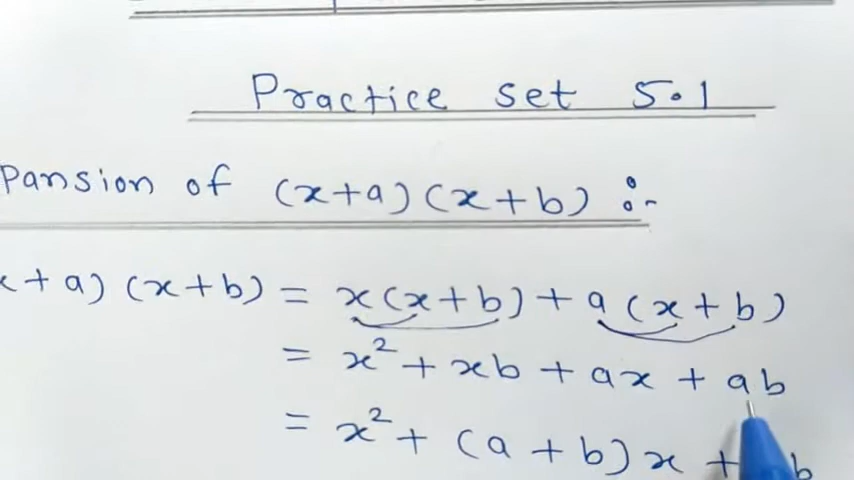 Practice set 5.1
Pansion of (x+a)(x+b) :-
x+a) (x+b) = x(x+b) + a(x+b)
= x² + xb + ax + ab
= x² + (a+b)x + b